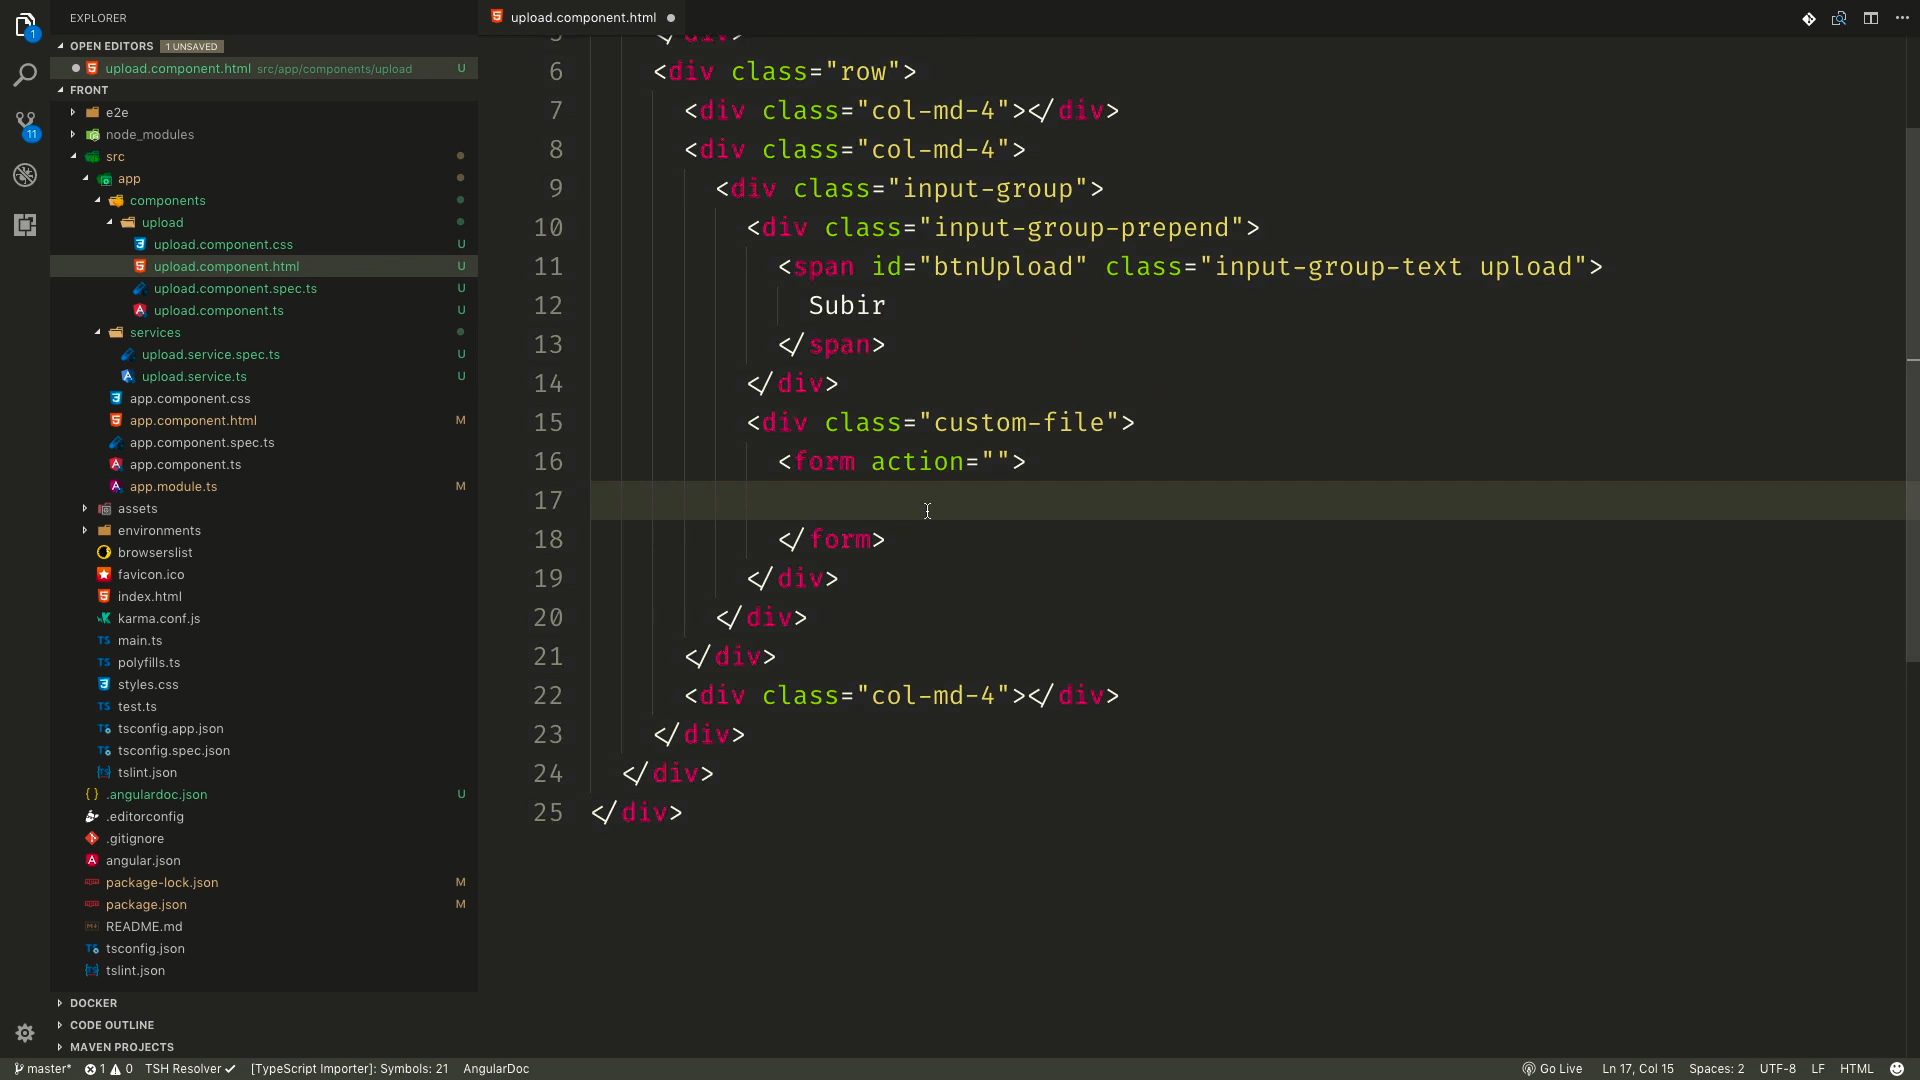 EXPLORER
upload.component.html
OPEN EDITORS 1 UNSAVED
upload.component.html src/app/components/upload U
FRONT
e2e
node_modules
src
app
components
upload
upload.component.css U
upload.component.html U
upload.component.spec.ts U
upload.component.ts U
services
upload.service.spec.ts U
upload.service.ts U
app.component.css
app.component.html M
app.component.spec.ts
app.component.ts
app.module.ts M
assets
environments
browserslist
favicon.ico
index.html
karma.conf.js
main.ts
polyfills.ts
styles.css
test.ts
tsconfig.app.json
tsconfig.spec.json
tslint.json
.angulardoc.json U
.editorconfig
.gitignore
angular.json
package-lock.json M
package.json M
README.md
tsconfig.json
tslint.json
DOCKER
CODE OUTLINE
MAVEN PROJECTS
1
11
5 </div>
6 <div class="row">
7 <div class="col-md-4"></div>
8 <div class="col-md-4">
9 <div class="input-group">
10 <div class="input-group-prepend">
11 <span id="btnUpload" class="input-group-text upload">
12 Subir
13 </span>
14 </div>
15 <div class="custom-file">
16 <form action="">
17
18 </form>
19 </div>
20 </div>
21 </div>
22 <div class="col-md-4"></div>
23 </div>
24 </div>
25 </div>
master* 1 0 TSH Resolver ✓ [TypeScript Importer]: Symbols: 21 AngularDoc Go Live Ln 17, Col 15 Spaces: 2 UTF-8 LF HTML